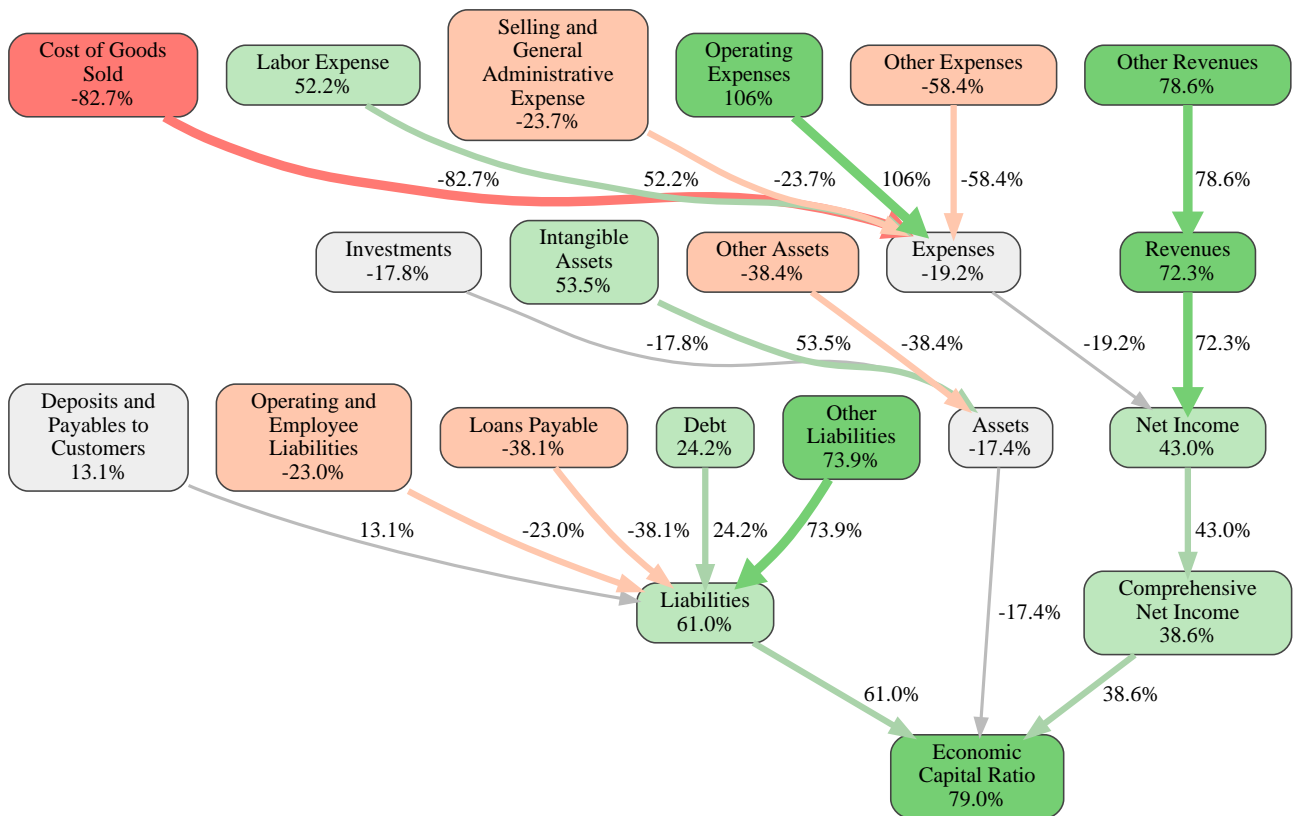 Cost of Goods
Sold
-82.7%
Labor Expense
52.2%
Selling and
General
Administrative
Expense
-23.7%
Operating
Expenses
106%
Other Expenses
-58.4%
Other Revenues
78.6%
-82.7%
52.2%
-23.7%
106%
-58.4%
78.6%
Investments
-17.8%
Intangible
Assets
53.5%
Other Assets
-38.4%
Expenses
-19.2%
Revenues
72.3%
-17.8%
53.5%
-38.4%
-19.2%
72.3%
Deposits and
Payables to
Customers
13.1%
Operating and
Employee
Liabilities
-23.0%
Loans Payable
-38.1%
Debt
24.2%
Other
Liabilities
73.9%
Assets
-17.4%
Net Income
43.0%
13.1%
-23.0%
-38.1%
24.2%
73.9%
43.0%
Liabilities
61.0%
-17.4%
Comprehensive
Net Income
38.6%
61.0%
38.6%
Economic
Capital Ratio
79.0%